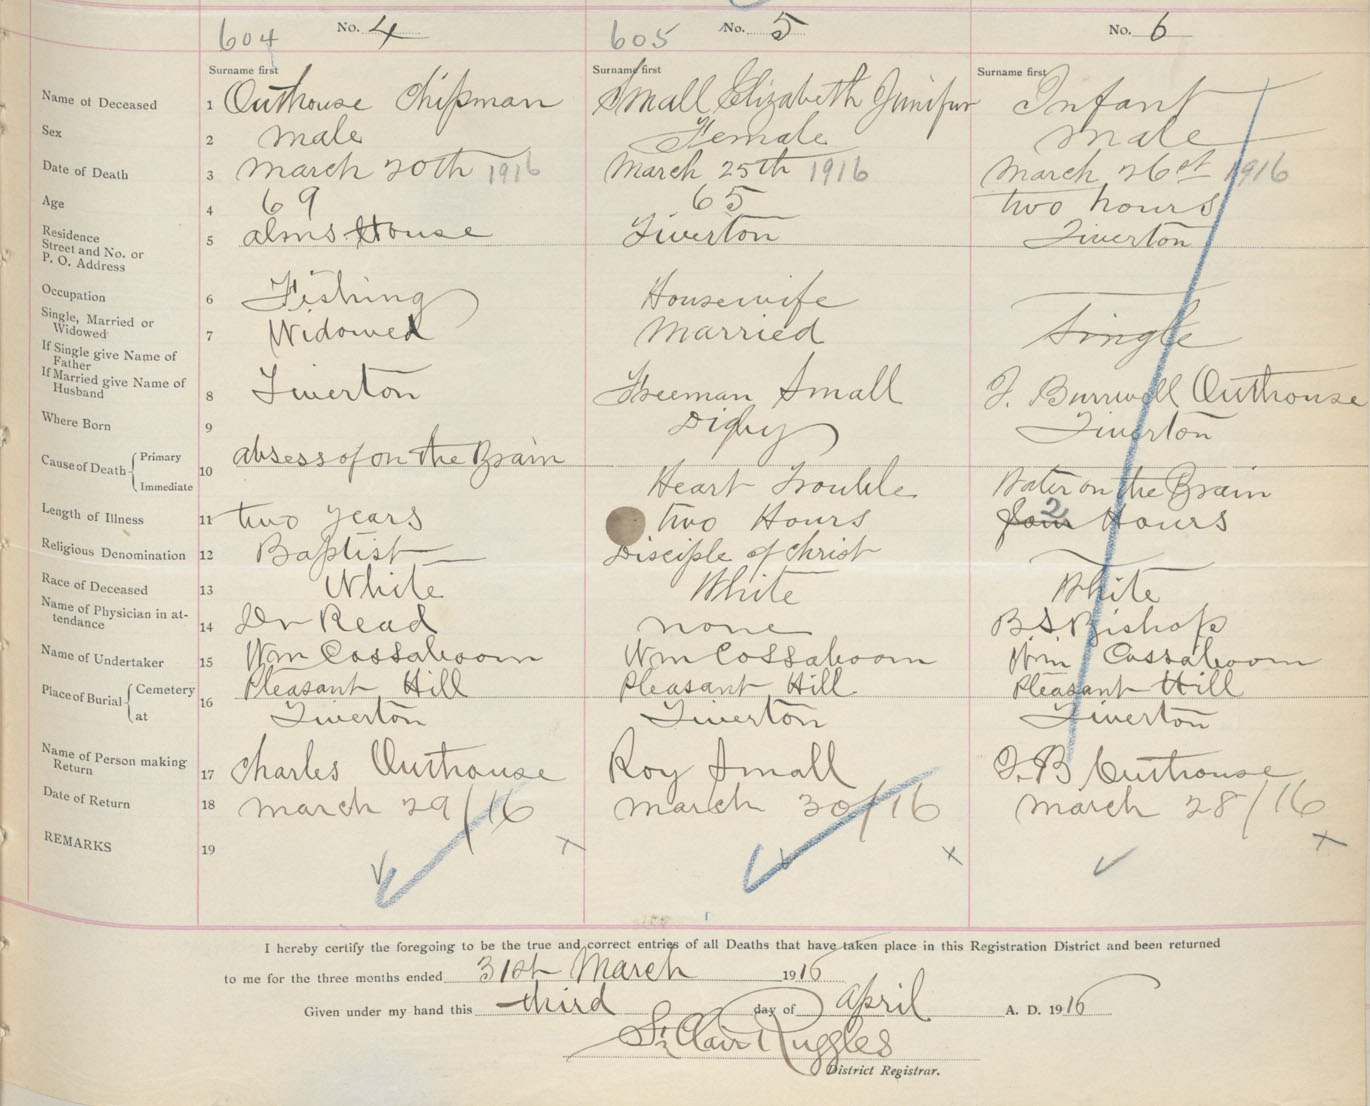 604 No. 4 605 No. 5 No. 6
Surname first Surname first Surname first
Name of Deceased 1 Outhouse Chipman Small Elizabeth Junifur Infant
Sex 2 male Female male
Date of Death 3 March 20th 1916 March 25th 1916 March 26st 1916
Age 4 69 65 two hours
Residence Street and No. or P. O. Address 5 alms House Tiverton Tiverton
Occupation 6 Fishing Housewife
Single, Married or Widowed 7 Widowed Married Single
If Single give Name of Father
If Married give Name of Husband 8 Tiverton Freeman Small J. Burrwell Outhouse
Where Born 9 Digby Tiverton
Cause of Death { Primary Immediate 10 absess of on the Brain Heart Trouble Water on the Brain
Length of Illness 11 two years two Hours four 2 Hours
Religious Denomination 12 Baptist Disciple of Christ
Race of Deceased 13 White White White
Name of Physician in attendance 14 Dr Read none B S Bishop
Name of Undertaker 15 Wm Cossaboom Wm Cossaboom Wm Cossaboom
Place of Burial { Cemetery 16 Pleasant Hill Pleasant Hill Pleasant Hill
at Tiverton Tiverton Tiverton
Name of Person making Return 17 Charles Outhouse Roy Small J. B Outhouse
Date of Return 18 March 29/16 March 30/16 March 28/16
REMARKS 19
I hereby certify the foregoing to be the true and correct entries of all Deaths that have taken place in this Registration District and been returned
to me for the three months ended 31st March 1916
Given under my hand this third day of April A. D. 1916
St Clair Ruggles
District Registrar.